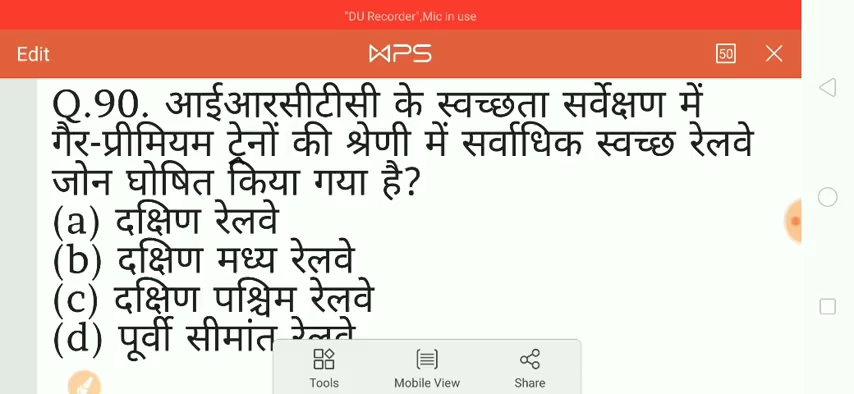 "DU Recorder",Mic in use
Edit
WPS
50
Q.90. आईआरसीटीसी के स्वच्छता सर्वेक्षण में
गैर-प्रीमियम ट्रेनों की श्रेणी में सर्वाधिक स्वच्छ रेलवे
जोन घोषित किया गया है?
(a) दक्षिण रेलवे
(b) दक्षिण मध्य रेलवे
(c) दक्षिण पश्चिम रेलवे
(d) पूर्वी सीमांत रेलवे
Tools
Mobile View
Share